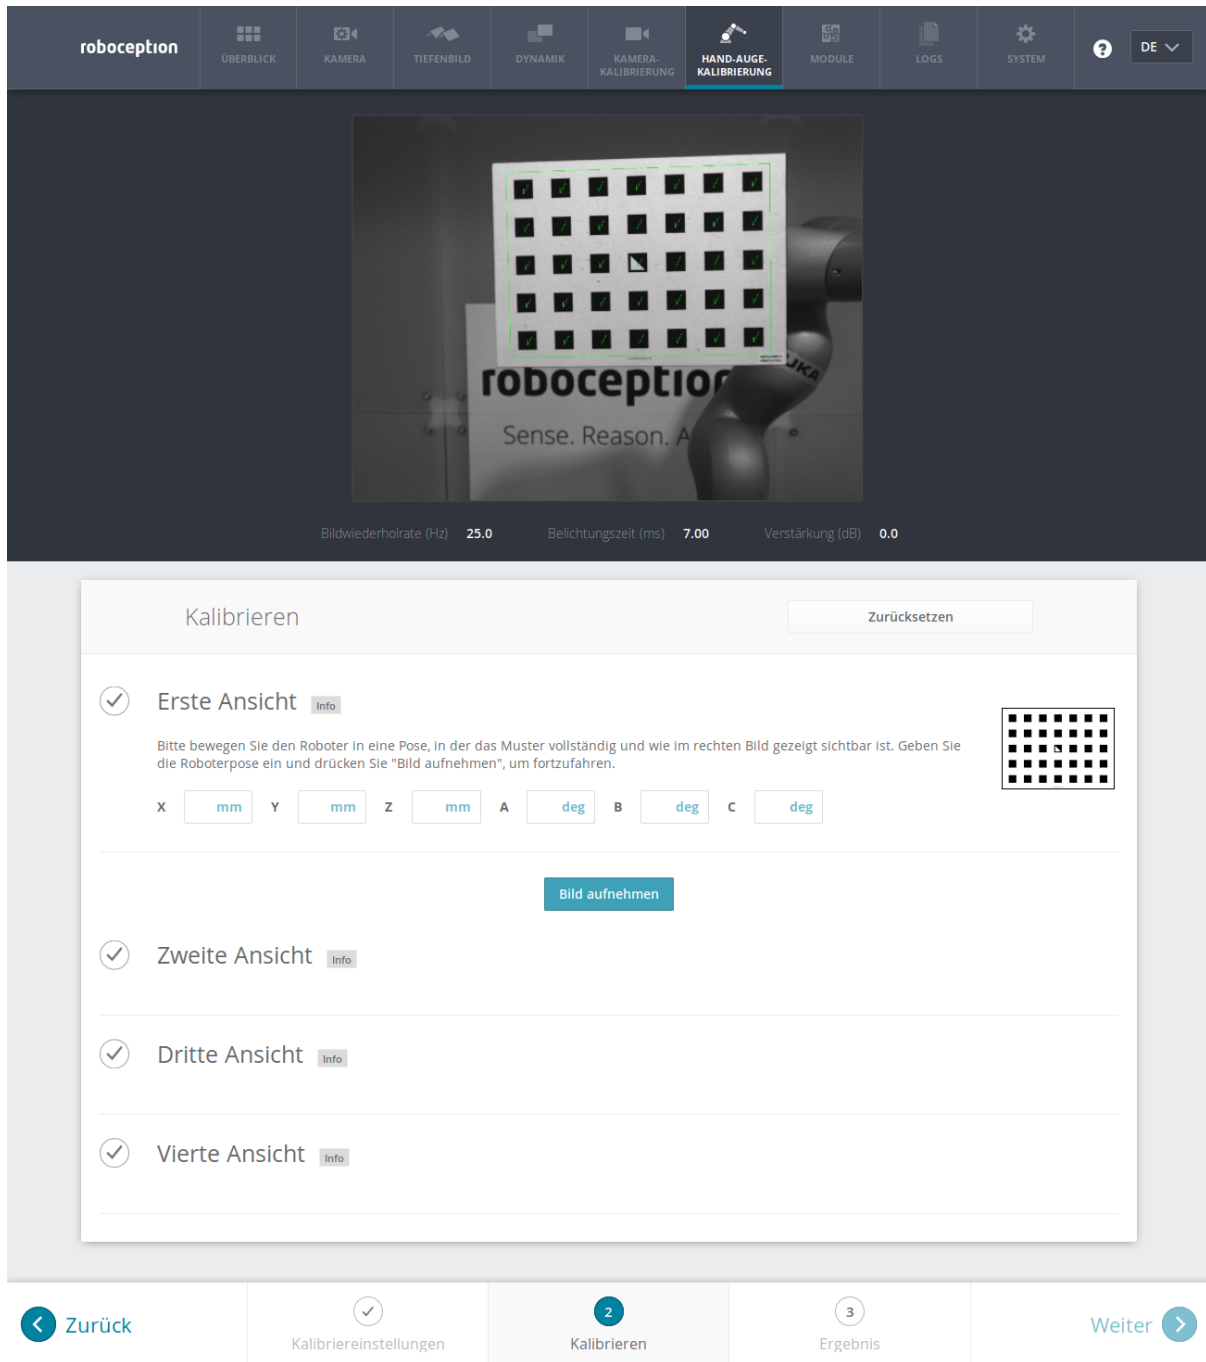 roboception
ÜBERBLICK
KAMERA
TIEFENBILD
DYNAMIK
KAMERA-
KALIBRIERUNG
HAND-AUGE-
KALIBRIERUNG
MODULE
LOGS
SYSTEM
?
DE
KUKA
roboception
Sense. Reason. A
Bildwiederholrate (Hz) 25.0 Belichtungszeit (ms) 7.00 Verstärkung (dB) 0.0
Kalibrieren
Zurücksetzen
Erste Ansicht Info
Bitte bewegen Sie den Roboter in eine Pose, in der das Muster vollständig und wie im rechten Bild gezeigt sichtbar ist. Geben Sie
die Roboterpose ein und drücken Sie "Bild aufnehmen", um fortzufahren.
X mm Y mm Z mm A deg B deg C deg
Bild aufnehmen
Zweite Ansicht Info
Dritte Ansicht Info
Vierte Ansicht Info
Zurück
Kalibriereinstellungen
2
Kalibrieren
3
Ergebnis
Weiter